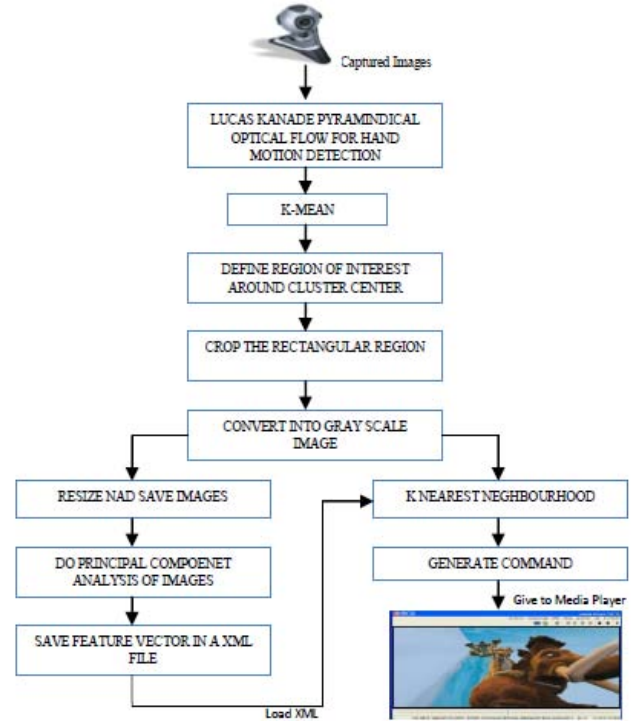 Captured Images
LUCAS KANADE PYRAMINDICAL
OPTICAL FLOW FOR HAND
MOTION DETECTION
K-MEAN
DEFINE REGION OF INTEREST
AROUND CLUSTER CENTER
CROP THE RECTANGULAR REGION
CONVERT INTO GRAY SCALE
IMAGE
RESIZE NAD SAVE IMAGES
DO PRINCIPAL COMPOENET
ANALYSIS OF IMAGES
SAVE FEATURE VECTOR IN A XML
FILE
Load XML
K NEAREST NEGHBOURHOOD
GENERATE COMMAND
Give to Media Player